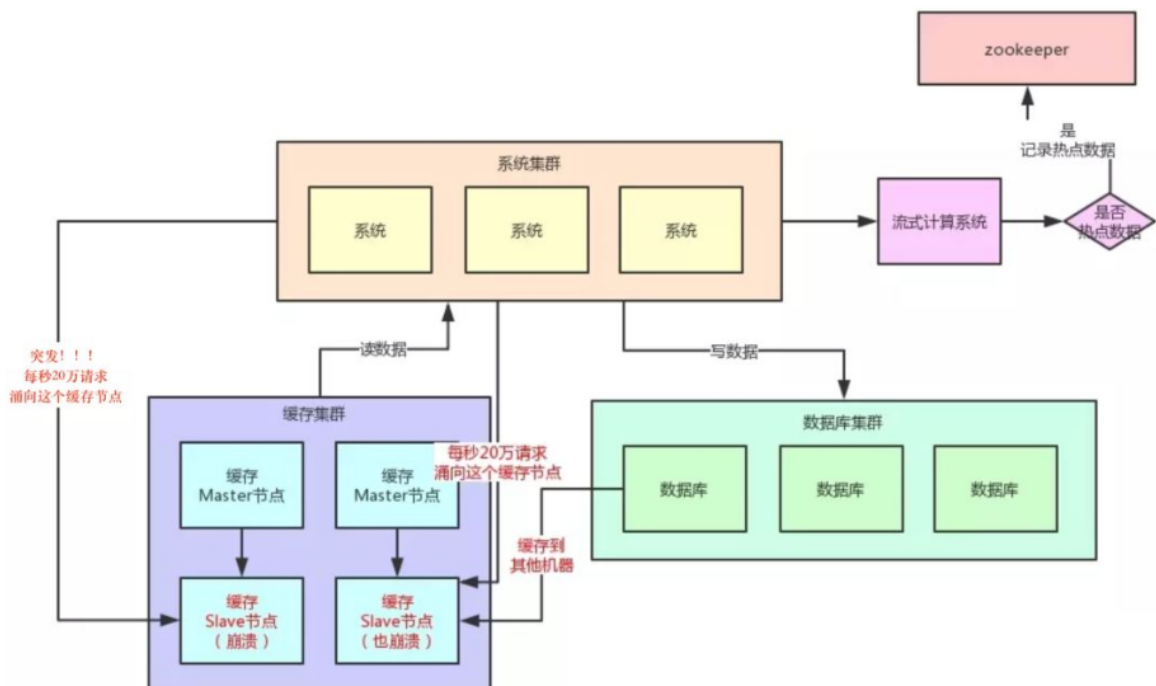 zookeeper
是
记录热点数据
系统集群
系统
系统
系统
流式计算系统
是否
热点数据
突发！！！
每秒20万请求
涌向这个缓存节点
读数据
写数据
缓存集群
缓存
Master节点
缓存
Master节点
每秒20万请求
涌向这个缓存节点
数据库集群
数据库
数据库
数据库
缓存到
其他机器
缓存
Slave节点
（崩溃）
缓存
Slave节点
（也崩溃）